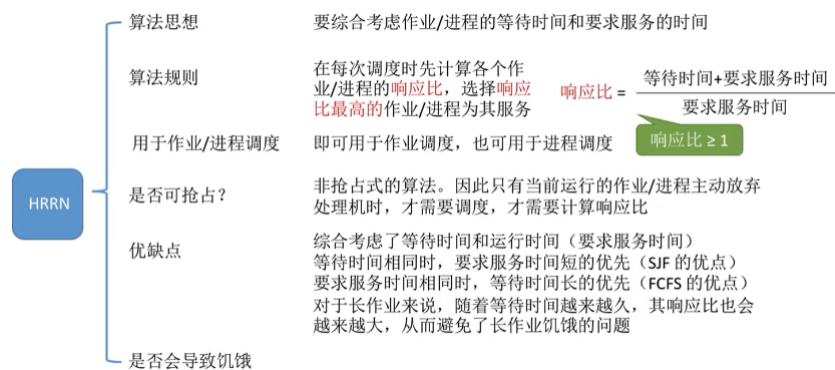 HRRN
算法思想
要综合考虑作业/进程的等待时间和要求服务的时间
算法规则
在每次调度时先计算各个作
业/进程的响应比，选择响应
比最高的作业/进程为其服务
响应比 =
等待时间+要求服务时间
要求服务时间
响应比 ≥ 1
用于作业/进程调度
即可用于作业调度，也可用于进程调度
是否可抢占？
非抢占式的算法。因此只有当前运行的作业/进程主动放弃
处理机时，才需要调度，才需要计算响应比
优缺点
综合考虑了等待时间和运行时间（要求服务时间）
等待时间相同时，要求服务时间短的优先（SJF 的优点）
要求服务时间相同时，等待时间长的优先（FCFS 的优点）
对于长作业来说，随着等待时间越来越久，其响应比也会
越来越大，从而避免了长作业饥饿的问题
是否会导致饥饿